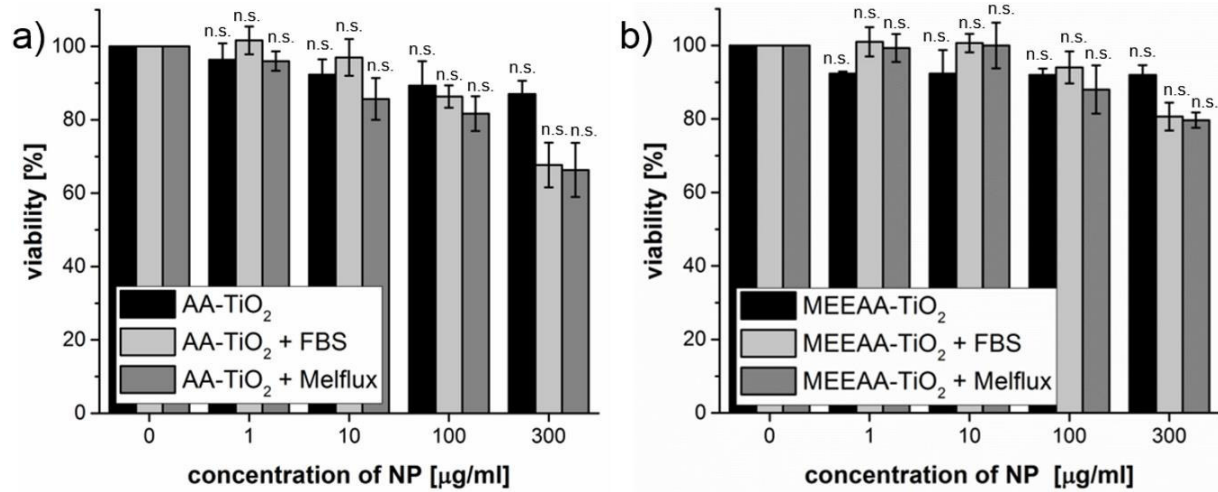 a)
n.s. n.s. n.s. n.s. n.s. n.s. n.s. n.s. n.s. n.s. n.s. n.s.
100
80
60
40
20
0
viability [%]
AA-TiO₂
AA-TiO₂ + FBS
AA-TiO₂ + Melflux
0 1 10 100 300
concentration of NP [µg/ml]
b)
n.s. n.s. n.s. n.s. n.s. n.s. n.s. n.s. n.s. n.s. n.s. n.s.
100
80
60
40
20
0
viability [%]
MEEAA-TiO₂
MEEAA-TiO₂ + FBS
MEEAA-TiO₂ + Melflux
0 1 10 100 300
concentration of NP [µg/ml]